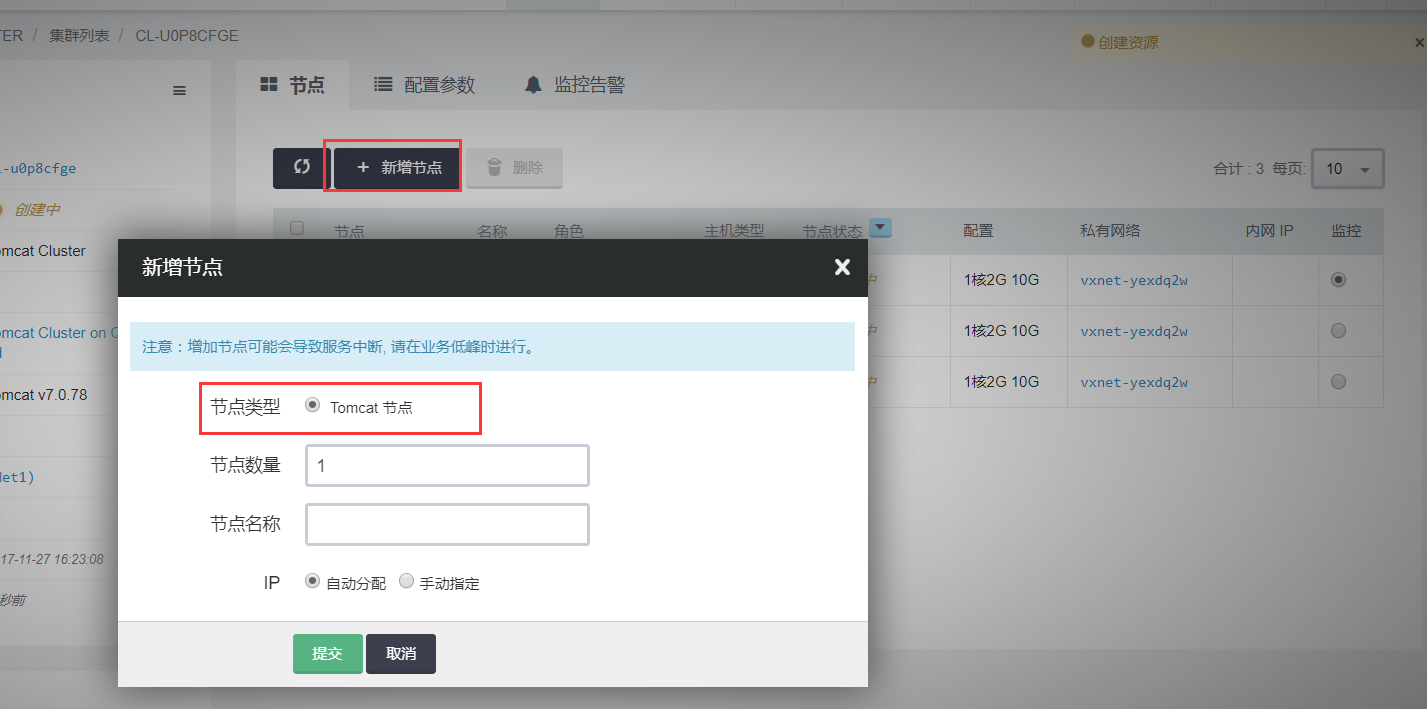 TER / 集群列表 / CL-U0P8CFGE
创建资源
节点 配置参数 监控告警
-u0p8cfge
新增节点 删除 合计 : 3 每页: 10
创建中
节点 名称 角色 主机类型 节点状态 配置 私有网络 内网 IP 监控
omcat Cluster
新增节点
中 1核2G 10G vxnet-yexdq2w
omcat Cluster on
中 1核2G 10G vxnet-yexdq2w
注意：增加节点可能会导致服务中断, 请在业务低峰时进行。
中 1核2G 10G vxnet-yexdq2w
omcat v7.0.78
节点类型 Tomcat 节点
节点数量 1
Net1)
节点名称
17-11-27 16:23:08
IP 自动分配 手动指定
秒前
提交 取消